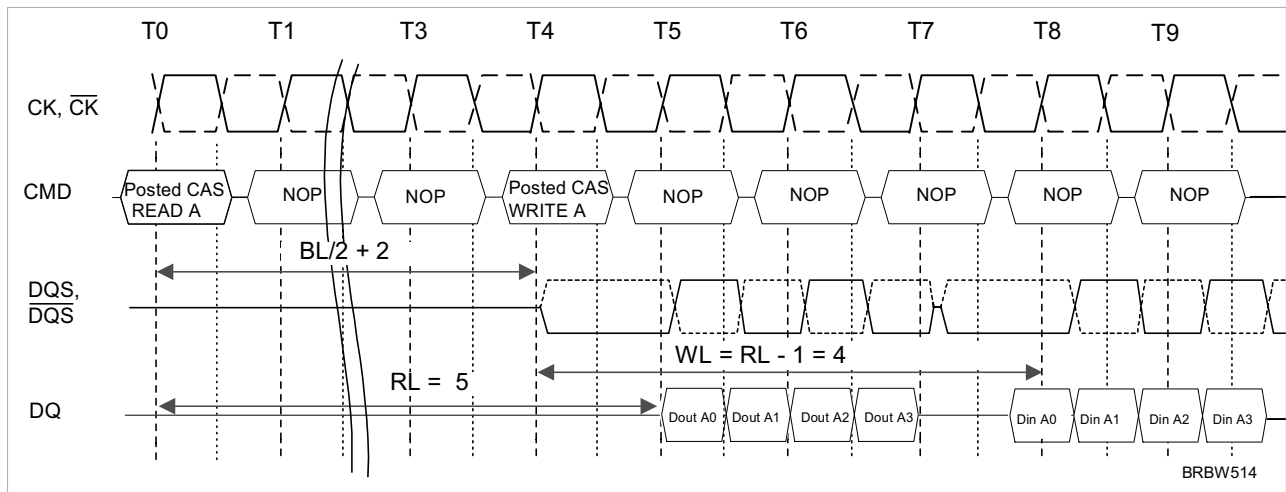 T0 T1 T3 T4 T5 T6 T7 T8 T9
CK, CK
CMD
Posted CAS
READ A
NOP
NOP
Posted CAS
WRITE A
NOP
NOP
NOP
NOP
NOP
BL/2 + 2
DQS,
DQS
WL = RL - 1 = 4
RL = 5
DQ
Dout A0
Dout A1
Dout A2
Dout A3
Din A0
Din A1
Din A2
Din A3
BRBW514